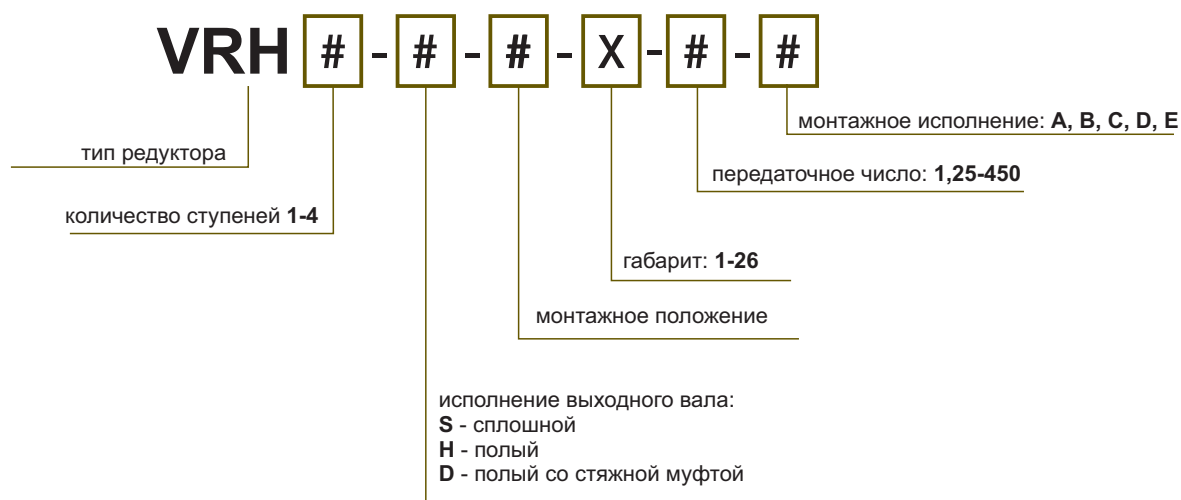 VRH # - # - # - X - # - #
монтажное исполнение: A, B, C, D, E
тип редуктора
передаточное число: 1,25-450
количество ступеней 1-4
габарит: 1-26
монтажное положение
исполнение выходного вала:
S - сплошной
H - полый
D - полый со стяжной муфтой